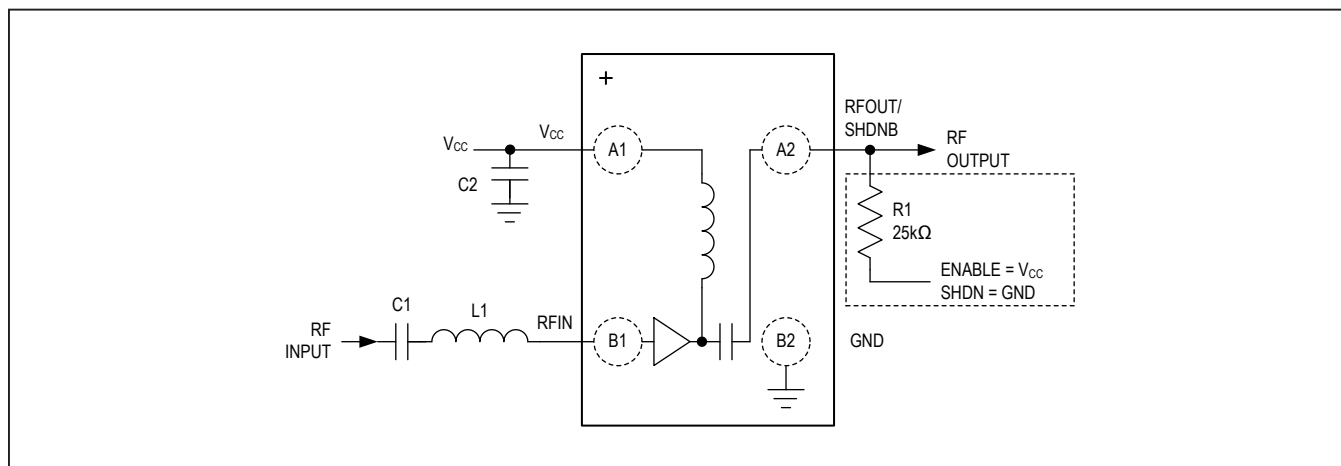 +
RFOUT/
SHDNB
VCC
VCC
A1
A2
RF
OUTPUT
C2
R1
25kΩ
ENABLE = VCC
SHDN = GND
C1
L1
RFIN
B1
B2
GND
RF
INPUT